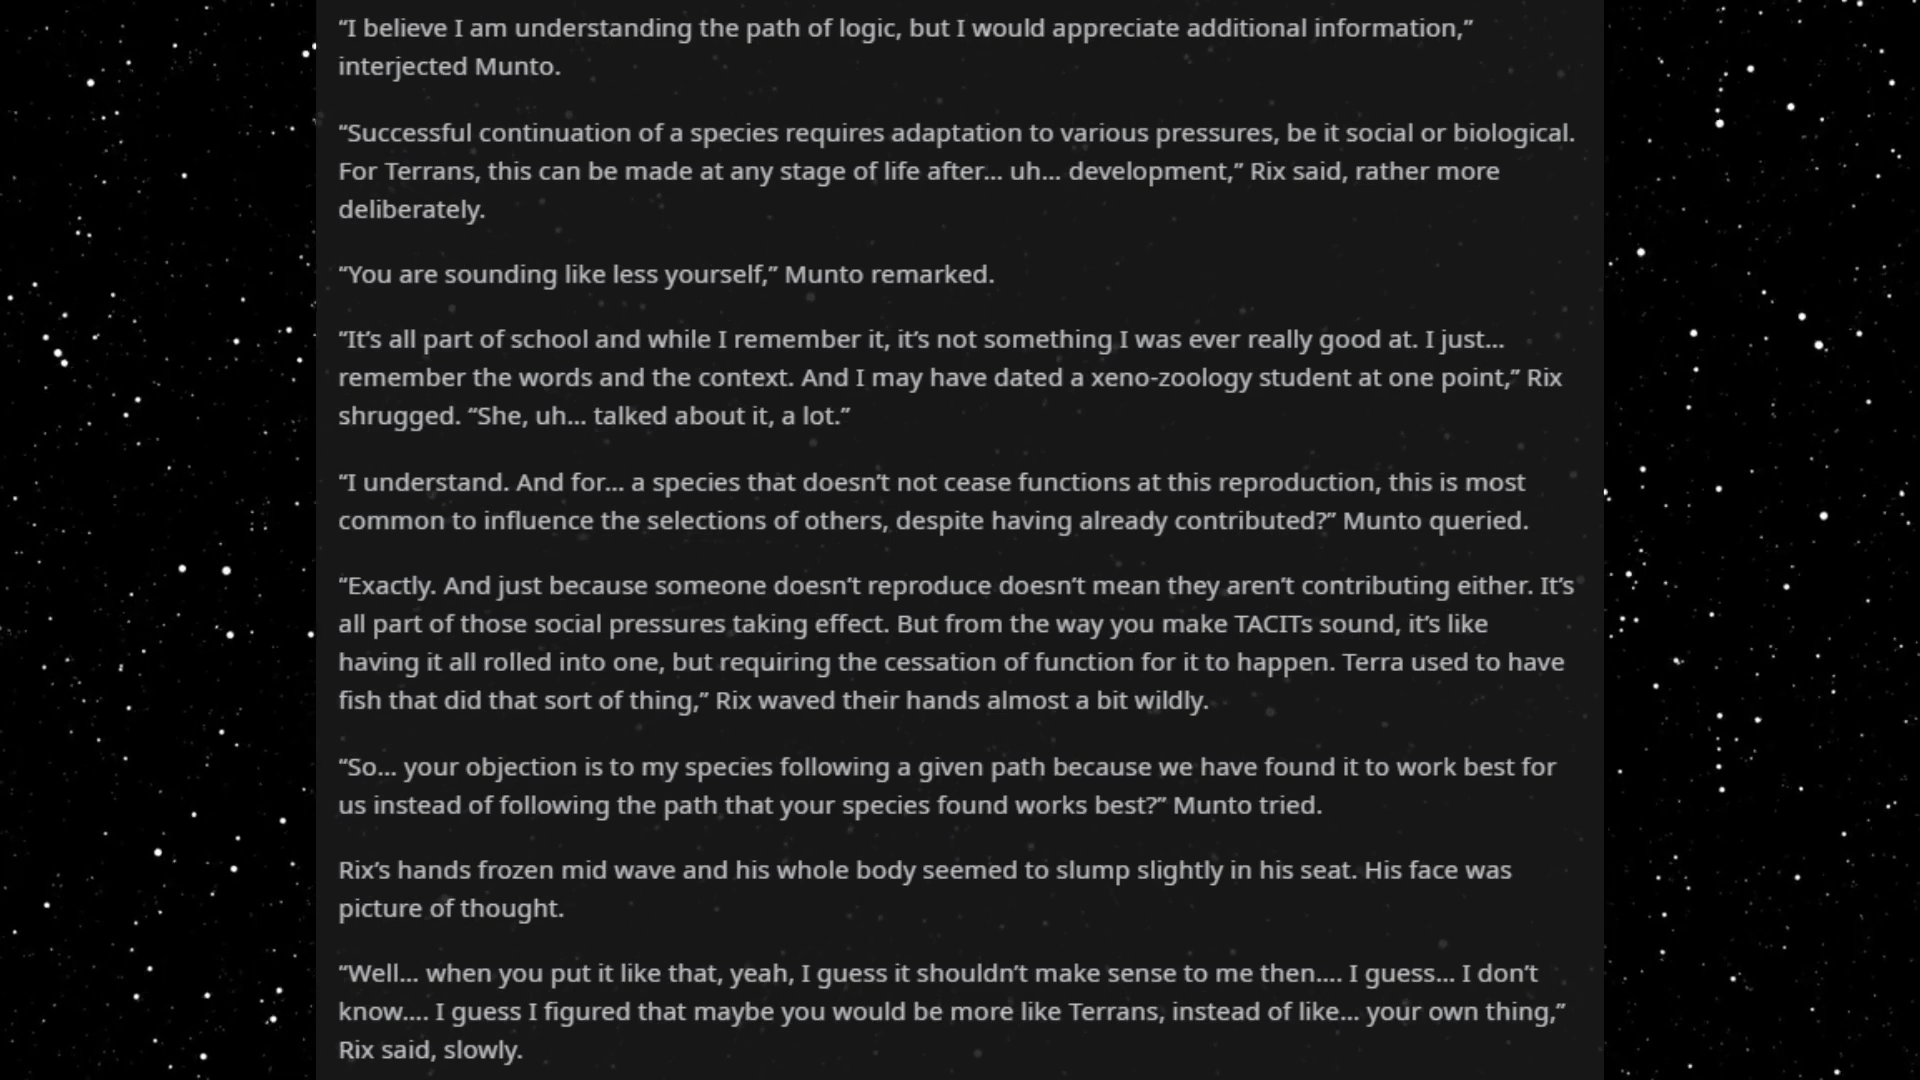 “I believe I am understanding the path of logic, but I would appreciate additional information,”
interjected Munto.
“Successful continuation of a species requires adaptation to various pressures, be it social or biological.
For Terrans, this can be made at any stage of life after... uh... development,” Rix said, rather more
deliberately.
“You are sounding like less yourself,” Munto remarked.
“It’s all part of school and while I remember it, it’s not something I was ever really good at. I just...
remember the words and the context. And I may have dated a xeno-zoology student at one point,” Rix
shrugged. “She, uh... talked about it, a lot.”
“I understand. And for... a species that doesn’t not cease functions at this reproduction, this is most
common to influence the selections of others, despite having already contributed?” Munto queried.
“Exactly. And just because someone doesn’t reproduce doesn’t mean they aren’t contributing either. It’s
all part of those social pressures taking effect. But from the way you make TACITs sound, it’s like
having it all rolled into one, but requiring the cessation of function for it to happen. Terra used to have
fish that did that sort of thing,” Rix waved their hands almost a bit wildly.
“So... your objection is to my species following a given path because we have found it to work best for
us instead of following the path that your species found works best?” Munto tried.
Rix’s hands frozen mid wave and his whole body seemed to slump slightly in his seat. His face was
picture of thought.
“Well... when you put it like that, yeah, I guess it shouldn’t make sense to me then.... I guess... I don’t
know.... I guess I figured that maybe you would be more like Terrans, instead of like... your own thing,”
Rix said, slowly.